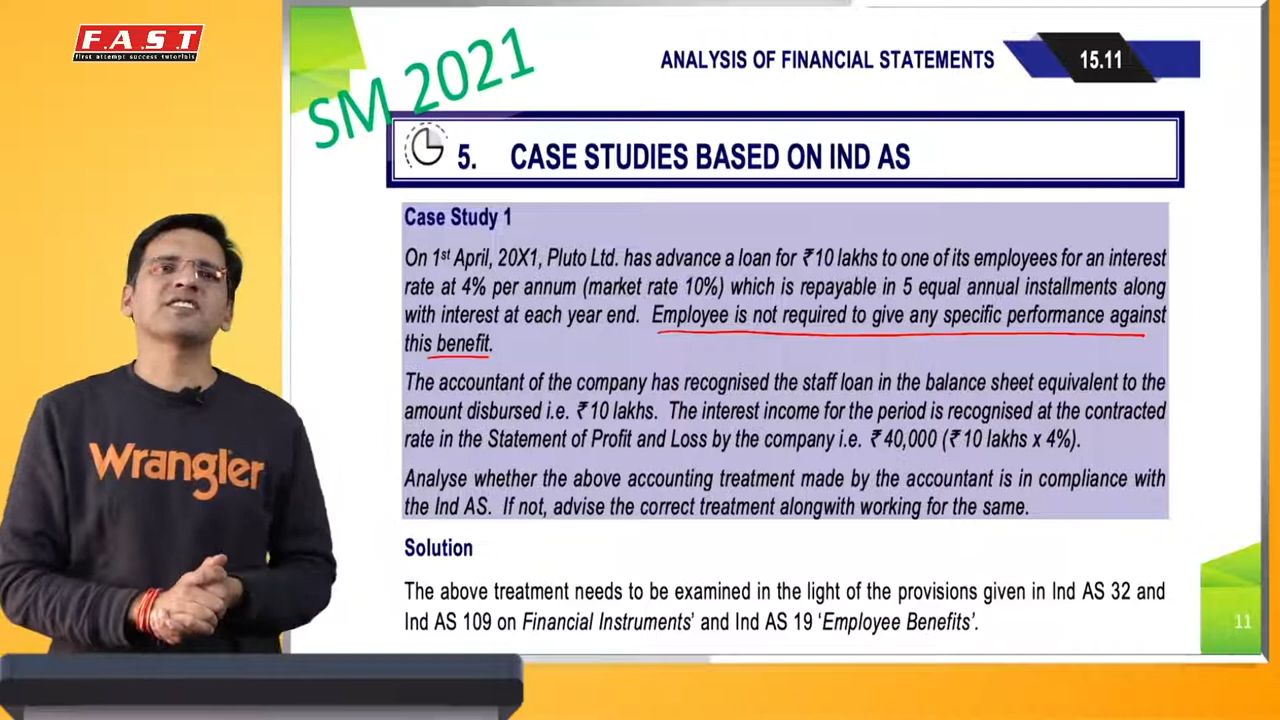 F.A.S.T
first attempt success tutorials
SM 2021
ANALYSIS OF FINANCIAL STATEMENTS 15.11
5. CASE STUDIES BASED ON IND AS
Case Study 1
On 1st April, 20X1, Pluto Ltd. has advance a loan for ₹ 10 lakhs to one of its employees for an interest
rate at 4% per annum (market rate 10%) which is repayable in 5 equal annual installments along
with interest at each year end. Employee is not required to give any specific performance against
this benefit.
The accountant of the company has recognised the staff loan in the balance sheet equivalent to the
amount disbursed i.e. ₹ 10 lakhs. The interest income for the period is recognised at the contracted
rate in the Statement of Profit and Loss by the company i.e. ₹ 40,000 (₹ 10 lakhs x 4%).
Analyse whether the above accounting treatment made by the accountant is in compliance with
the Ind AS. If not, advise the correct treatment alongwith working for the same.
Solution
The above treatment needs to be examined in the light of the provisions given in Ind AS 32 and
Ind AS 109 on Financial Instruments’ and Ind AS 19 ‘Employee Benefits’.
11
Wrangler